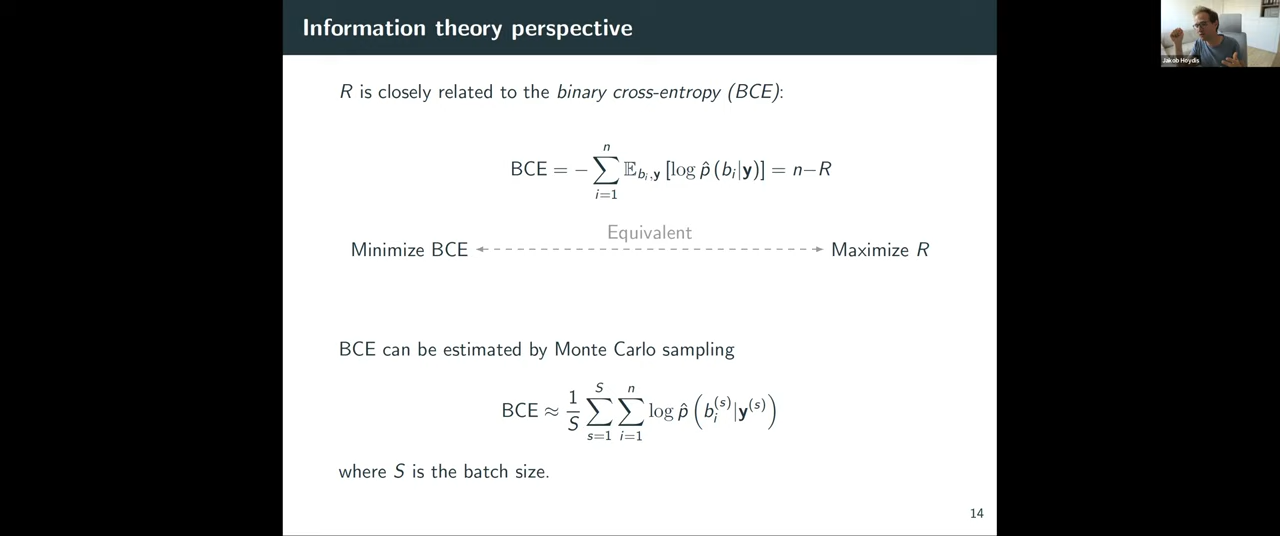 Information theory perspective
Jakob Hoydis
R is closely related to the binary cross-entropy (BCE):
BCE = − ∑_{i=1}^{n} 𝔼_{b_i,y} [log p̂ (b_i|y)] = n−R
Equivalent
Minimize BCE Maximize R
BCE can be estimated by Monte Carlo sampling
BCE ≈ 1/S ∑_{s=1}^{S} ∑_{i=1}^{n} log p̂ (b_i^{(s)}|y^{(s)})
where S is the batch size.
14